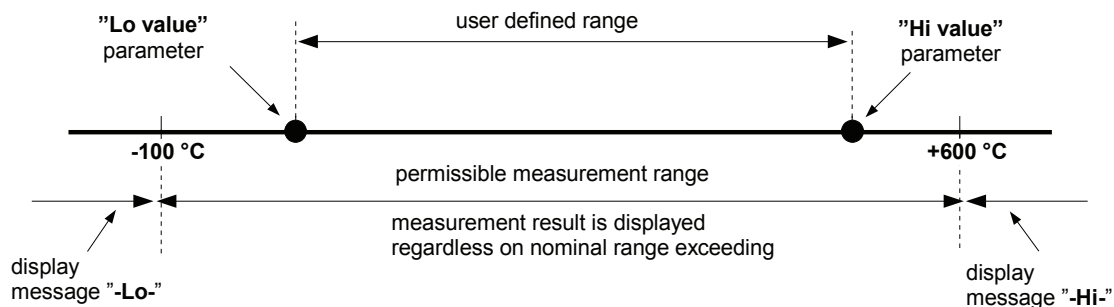 ”Lo value”
parameter
user defined range
”Hi value”
parameter
-100 °C
+600 °C
permissible measurement range
measurement result is displayed
regardless on nominal range exceeding
display
message ”-Lo-”
display
message ”-Hi-”